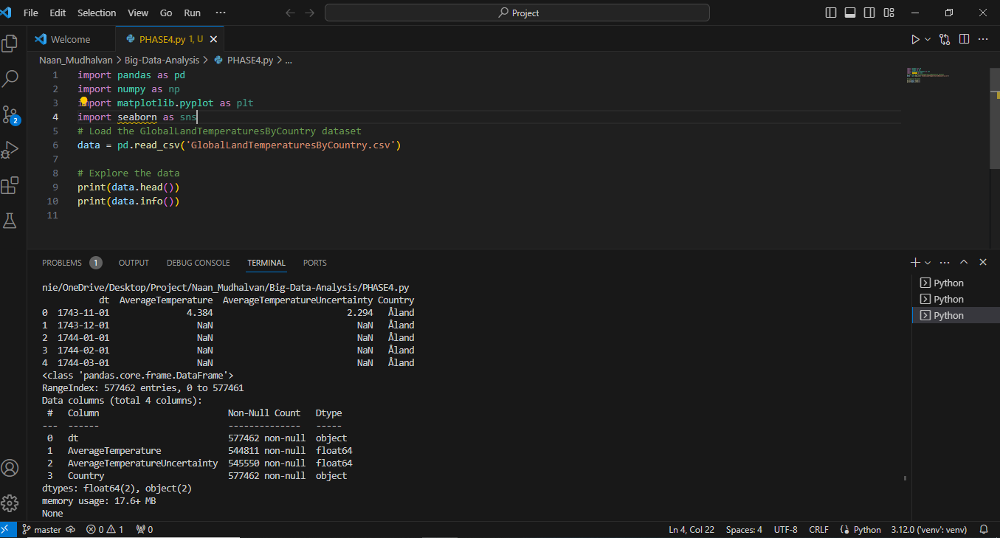 File Edit Selection View Go Run ··· Project
Welcome PHASE4.py 1, U
Naan_Mudhalvan > Big-Data-Analysis > PHASE4.py > ...
1 import pandas as pd
2 import numpy as np
3 import matplotlib.pyplot as plt
4 import seaborn as sns
5 # Load the GlobalLandTemperaturesByCountry dataset
6 data = pd.read_csv('GlobalLandTemperaturesByCountry.csv')
7
8 # Explore the data
9 print(data.head())
10 print(data.info())
11
2
PROBLEMS 1 OUTPUT DEBUG CONSOLE TERMINAL PORTS
nie/OneDrive/Desktop/Project/Naan_Mudhalvan/Big-Data-Analysis/PHASE4.py
dt AverageTemperature AverageTemperatureUncertainty Country
0 1743-11-01 4.384 2.294 Åland
1 1743-12-01 NaN NaN Åland
2 1744-01-01 NaN NaN Åland
3 1744-02-01 NaN NaN Åland
4 1744-03-01 NaN NaN Åland
<class 'pandas.core.frame.DataFrame'>
RangeIndex: 577462 entries, 0 to 577461
Data columns (total 4 columns):
# Column Non-Null Count Dtype
--- ------ -------------- -----
0 dt 577462 non-null object
1 AverageTemperature 544811 non-null float64
2 AverageTemperatureUncertainty 545550 non-null float64
3 Country 577462 non-null object
dtypes: float64(2), object(2)
memory usage: 17.6+ MB
None
Python
Python
Python
master 0 1 0 Ln 4, Col 22 Spaces: 4 UTF-8 CRLF Python 3.12.0 ('venv': venv)